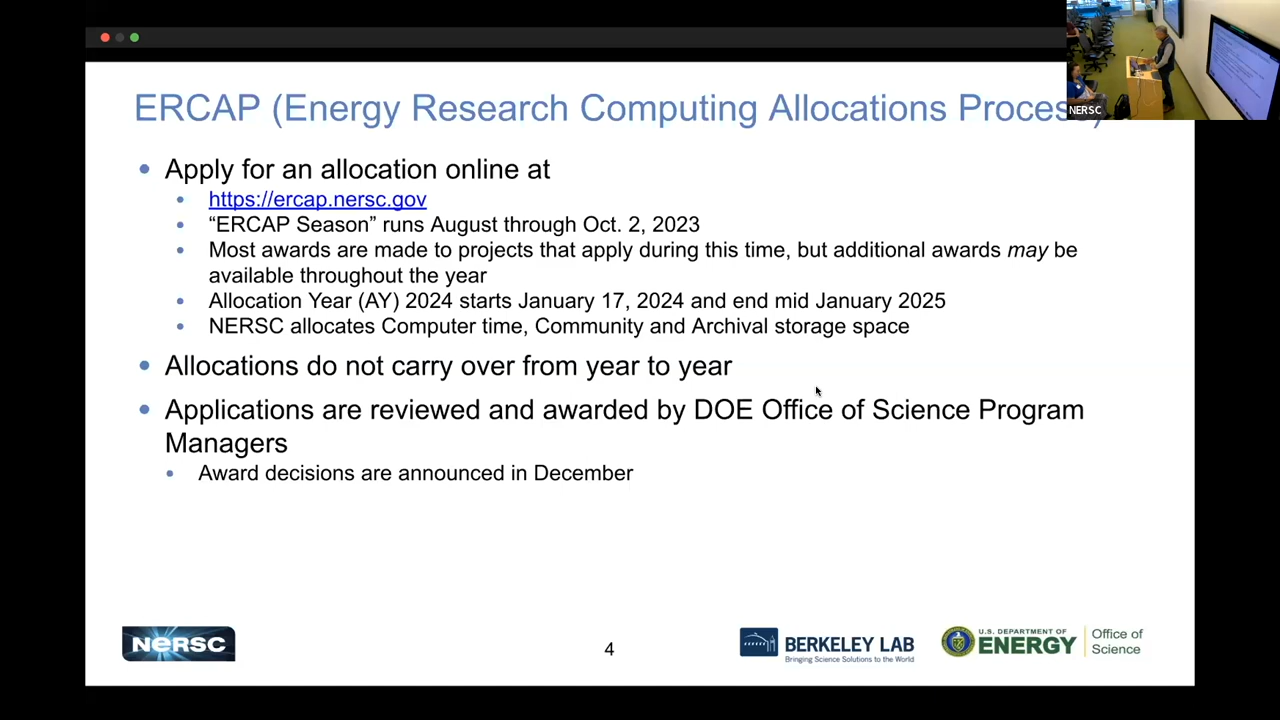 ERCAP (Energy Research Computing Allocations Process)
NERSC
Apply for an allocation online at
https://ercap.nersc.gov
“ERCAP Season” runs August through Oct. 2, 2023
Most awards are made to projects that apply during this time, but additional awards may be
available throughout the year
Allocation Year (AY) 2024 starts January 17, 2024 and end mid January 2025
NERSC allocates Computer time, Community and Archival storage space
Allocations do not carry over from year to year
Applications are reviewed and awarded by DOE Office of Science Program
Managers
Award decisions are announced in December
NERSC
4
BERKELEY LAB
Bringing Science Solutions to the World
U.S. DEPARTMENT OF
ENERGY
Office of
Science